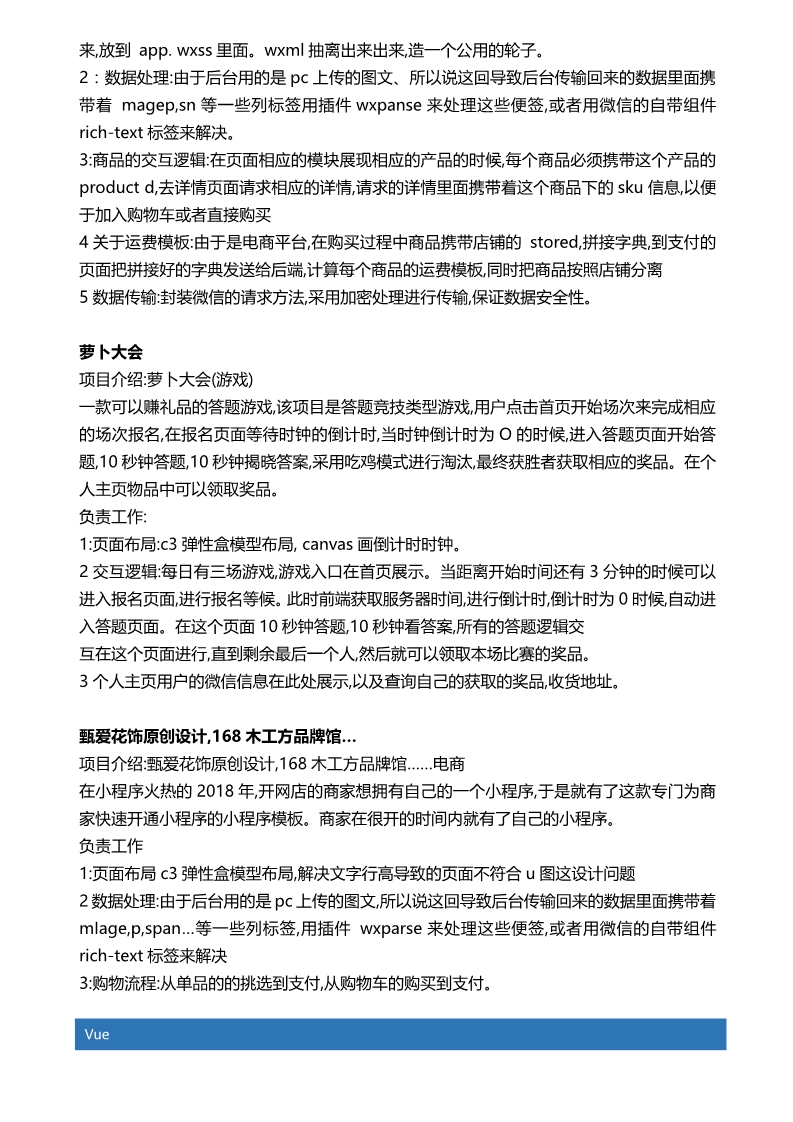 来,放到 app. wxss 里面。wxml 抽离出来出来,造一个公用的轮子。
2：数据处理:由于后台用的是 pc 上传的图文、所以说这回导致后台传输回来的数据里面携
带着 magep,sn 等一些列标签用插件 wxpanse 来处理这些便签,或者用微信的自带组件
rich-text 标签来解决。
3:商品的交互逻辑:在页面相应的模块展现相应的产品的时候,每个商品必须携带这个产品的
product d,去详情页面请求相应的详情,请求的详情里面携带着这个商品下的 sku 信息,以便
于加入购物车或者直接购买
4 关于运费模板:由于是电商平台,在购买过程中商品携带店铺的 stored,拼接字典,到支付的
页面把拼接好的字典发送给后端,计算每个商品的运费模板,同时把商品按照店铺分离
5 数据传输:封装微信的请求方法,采用加密处理进行传输,保证数据安全性。
萝卜大会
项目介绍:萝卜大会(游戏)
一款可以赚礼品的答题游戏,该项目是答题竞技类型游戏,用户点击首页开始场次来完成相应
的场次报名,在报名页面等待时钟的倒计时,当时钟倒计时为 O 的时候,进入答题页面开始答
题,10 秒钟答题,10 秒钟揭晓答案,采用吃鸡模式进行淘汰,最终获胜者获取相应的奖品。在个
人主页物品中可以领取奖品。
负责工作:
1:页面布局:c3 弹性盒模型布局, canvas 画倒计时时钟。
2 交互逻辑:每日有三场游戏,游戏入口在首页展示。当距离开始时间还有 3 分钟的时候可以
进入报名页面,进行报名等候。此时前端获取服务器时间,进行倒计时,倒计时为 0 时候,自动进
入答题页面。在这个页面 10 秒钟答题,10 秒钟看答案,所有的答题逻辑交
互在这个页面进行,直到剩余最后一个人,然后就可以领取本场比赛的奖品。
3 个人主页用户的微信信息在此处展示,以及查询自己的获取的奖品,收货地址。
甄爱花饰原创设计,168 木工方品牌馆…
项目介绍:甄爱花饰原创设计,168 木工方品牌馆……电商
在小程序火热的 2018 年,开网店的商家想拥有自己的一个小程序,于是就有了这款专门为商
家快速开通小程序的小程序模板。商家在很开的时间内就有了自己的小程序。
负责工作
1:页面布局 c3 弹性盒模型布局,解决文字行高导致的页面不符合 u 图这设计问题
2 数据处理:由于后台用的是 pc 上传的图文,所以说这回导致后台传输回来的数据里面携带着
mlage,p,span…等一些列标签,用插件 wxparse 来处理这些便签,或者用微信的自带组件
rich-text 标签来解决
3:购物流程:从单品的的挑选到支付,从购物车的购买到支付。
Vue